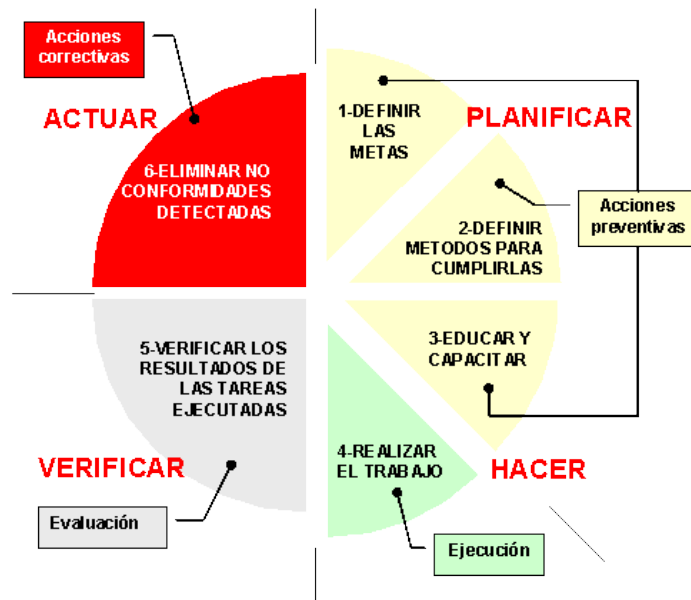 Acciones
correctivas
ACTUAR
6-ELIMINAR NO
CONFORMIDADES
DETECTADAS
1-DEFINIR
LAS
METAS
PLANIFICAR
2-DEFINIR
METODOS PARA
CUMPLIRLAS
Acciones
preventivas
3-EDUCAR Y
CAPACITAR
4-REALIZAR
EL TRABAJO
HACER
Ejecución
5-VERIFICAR LOS
RESULTADOS DE
LAS TAREAS
EJECUTADAS
VERIFICAR
Evaluación